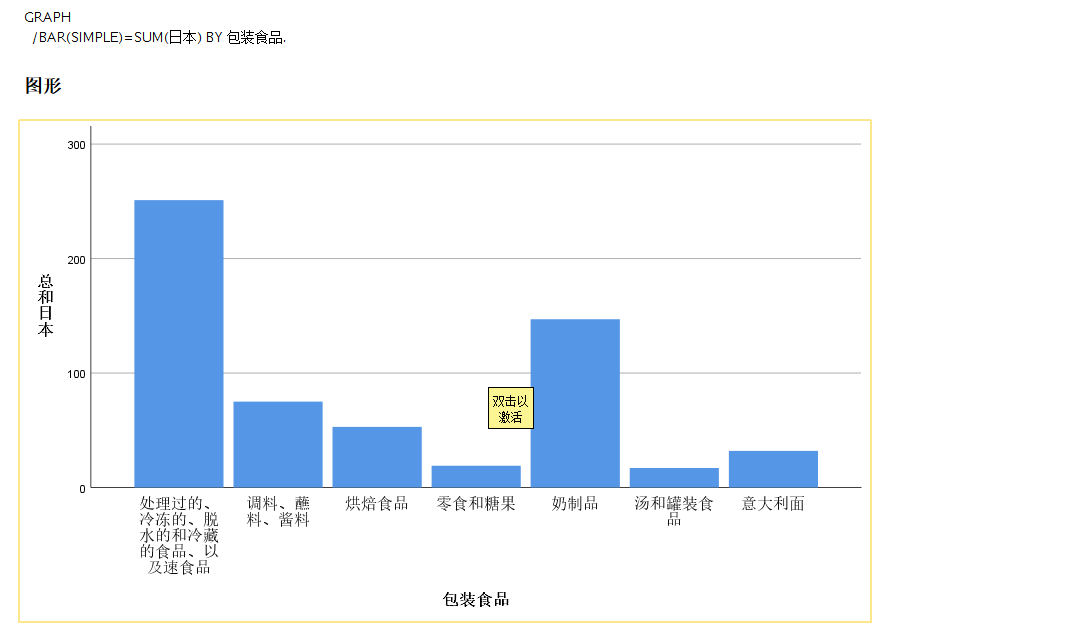 GRAPH
/BAR(SIMPLE)=SUM(日本) BY 包装食品.
图形
300
200
100
0
总和日本
双击以
激活
处理过的、
冷冻的、脱
水的和冷藏
的食品、以
及速食品
调料、蘸
料、酱料
烘焙食品
零食和糖果
奶制品
汤和罐装食
品
意大利面
包装食品